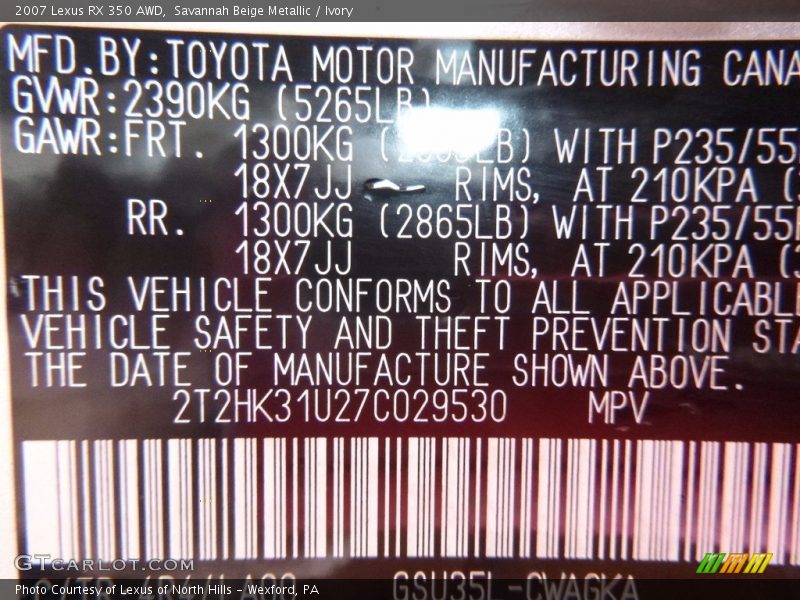 2007 Lexus RX 350 AWD, Savannah Beige Metallic / Ivory
MFD.BY:TOYOTA MOTOR MANUFACTURING CANA
GVWR:2390KG (5265LB)
GAWR:FRT. 1300KG WITH P235/55
18X7JJ RIMS, AT 210KPA (
RR. 1300KG (2865LB) WITH P235/55
18X7JJ RIMS, AT 210KPA (
THIS VEHICLE CONFORMS TO ALL APPLICABL
VEHICLE SAFETY AND THEFT PREVENTION STA
THE DATE OF MANUFACTURE SHOWN ABOVE.
2T2HK31U27C029530 MPV
GTCARLOT.COM
GSU35L-CWAGKA
Photo Courtesy of Lexus of North Hills - Wexford, PA